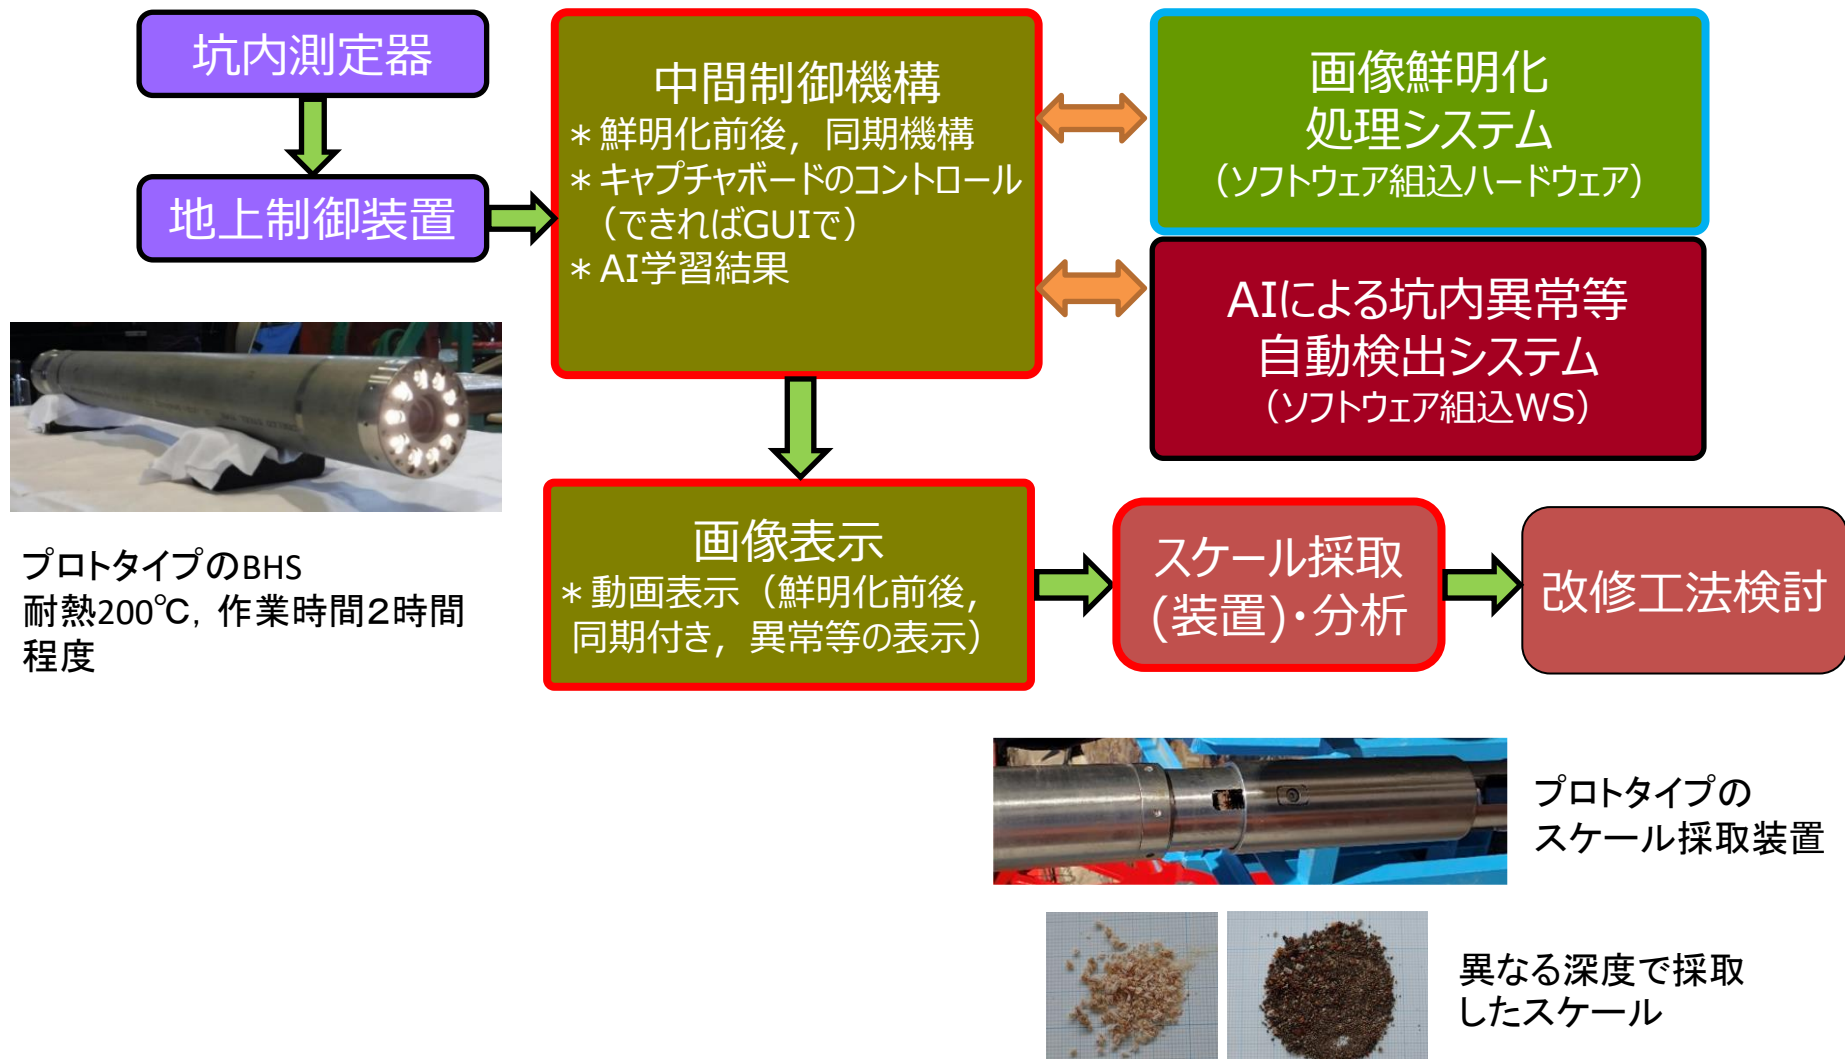 坑内測定器
地上制御装置
中間制御機構
＊鮮明化前後，同期機構
＊キャプチャボードのコントロール
（できればGUIで）
＊AI学習結果
画像鮮明化
処理システム
（ソフトウェア組込ハードウェア）
AIによる坑内異常等
自動検出システム
（ソフトウェア組込WS）
プロトタイプのBHS
耐熱200℃，作業時間２時間
程度
画像表示
＊動画表示（鮮明化前後，
同期付き，異常等の表示）
スケール採取
(装置)・分析
改修工法検討
プロトタイプの
スケール採取装置
異なる深度で採取
したスケール